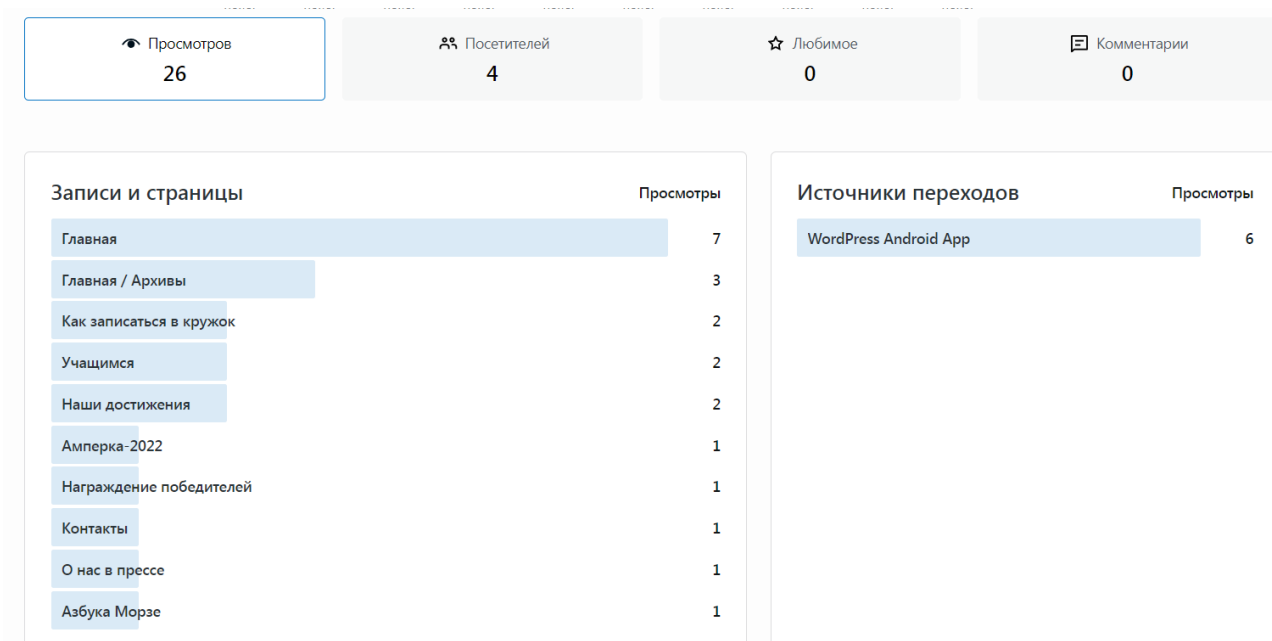 Просмотров
26
Посетителей
4
Любимое
0
Комментарии
0
Записи и страницы Просмотры
Главная 7
Главная / Архивы 3
Как записаться в кружок 2
Учащимся 2
Наши достижения 2
Амперка-2022 1
Награждение победителей 1
Контакты 1
О нас в прессе 1
Азбука Морзе 1
Источники переходов Просмотры
WordPress Android App 6